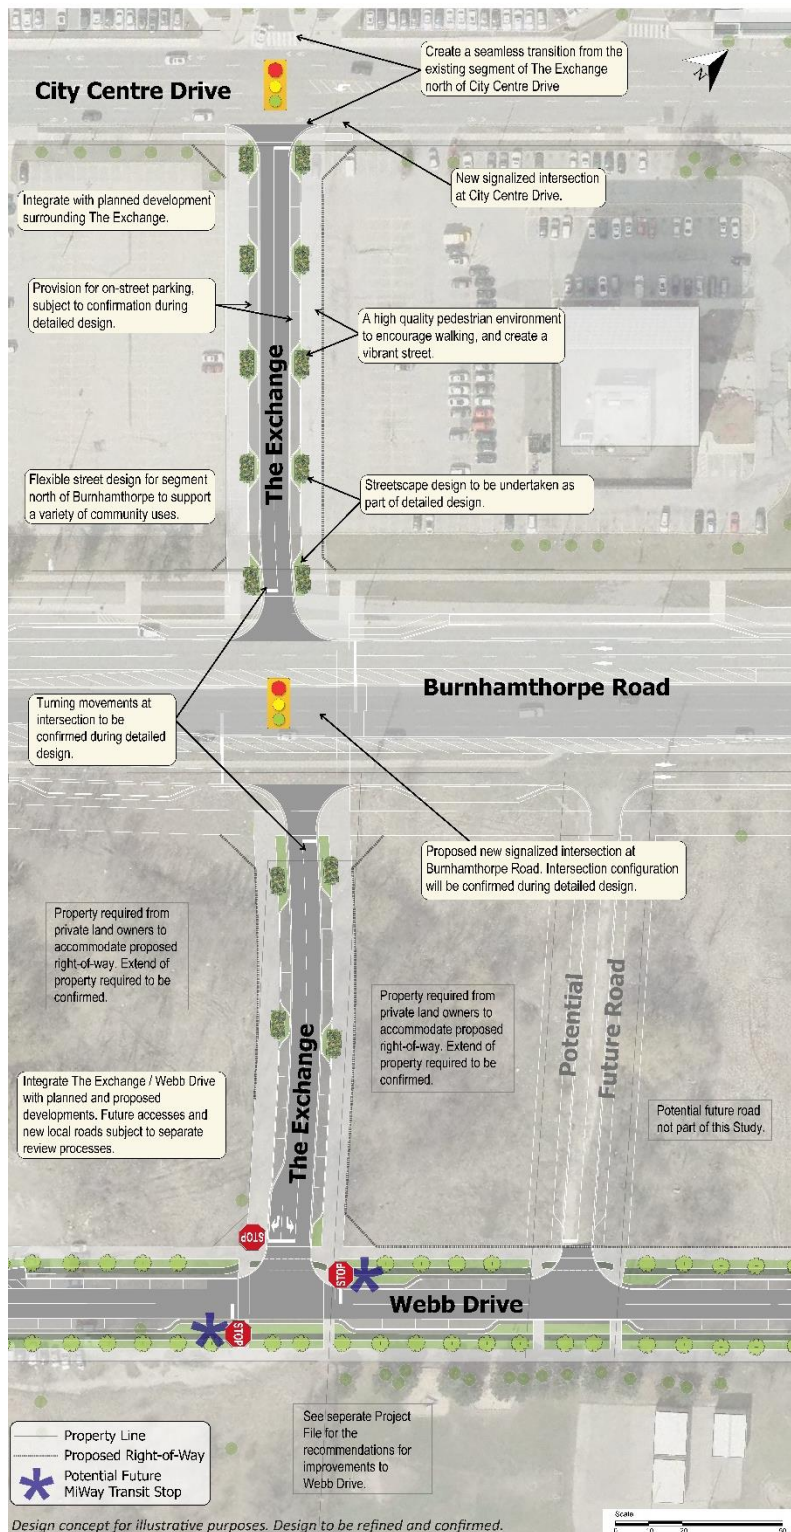 Create a seamless transition from the
existing segment of The Exchange
north of City Centre Drive
City Centre Drive
N
New signalized intersection
at City Centre Drive.
Integrate with planned development
surrounding The Exchange.
Provision for on-street parking,
subject to confirmation during
detailed design.
A high quality pedestrian environment
to encourage walking, and create a
vibrant street.
The Exchange
Flexible street design for segment
north of Burnhamthorpe to support
a variety of community uses.
Streetscape design to be undertaken as
part of detailed design.
Burnhamthorpe Road
Turning movements at
intersection to be
confirmed during detailed
design.
Proposed new signalized intersection at
Burnhamthorpe Road. Intersection configuration
will be confirmed during detailed design.
Property required from
private land owners to
accommodate proposed
right-of-way. Extend of
property required to be
confirmed.
Property required from
private land owners to
accommodate proposed
right-of-way. Extend of
property required to be
confirmed.
Potential
Future Road
The Exchange
Integrate The Exchange / Webb Drive
with planned and proposed
developments. Future accesses and
new local roads subject to separate
review processes.
Potential future road
not part of this Study.
STOP
STOP
Webb Drive
STOP
See seperate Project
File for the
recommendations for
improvements to
Webb Drive.
Property Line
Proposed Right-of-Way
Potential Future
MiWay Transit Stop
Design concept for illustrative purposes. Design to be refined and confirmed.
Scale
0 10 20 50